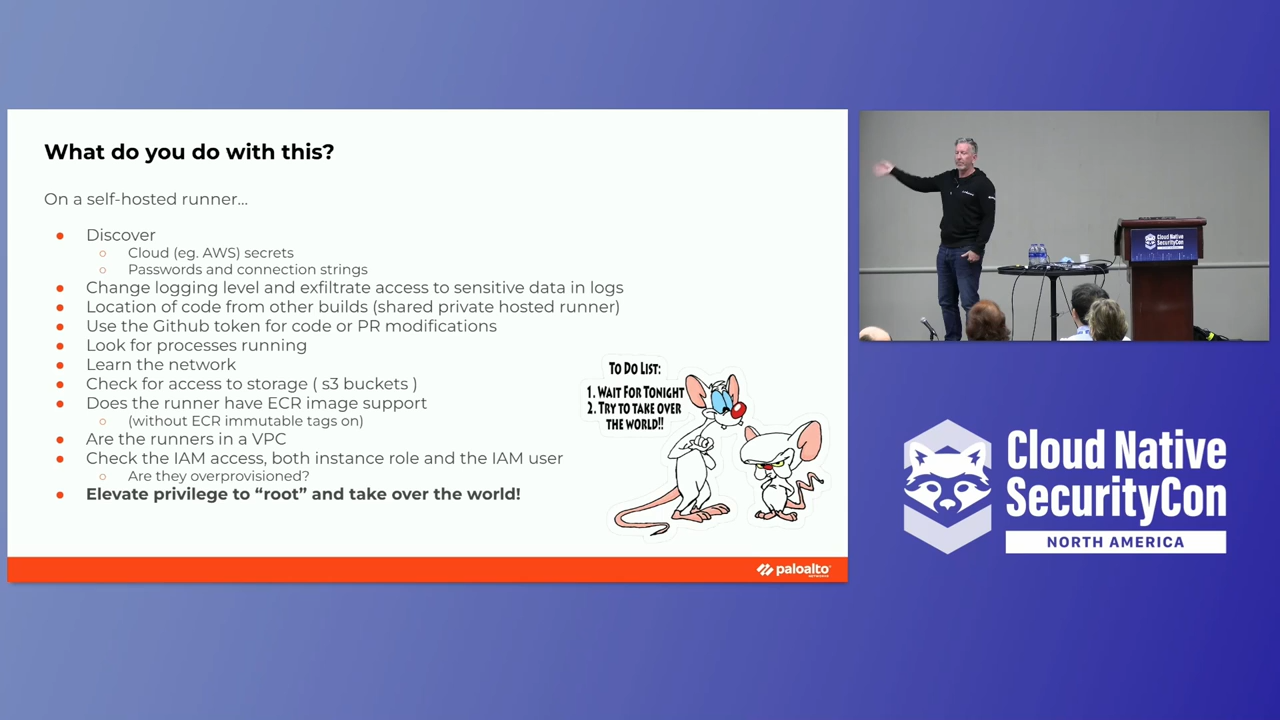 What do you do with this?
On a self-hosted runner...
Discover
Cloud (eg. AWS) secrets
Passwords and connection strings
Change logging level and exfiltrate access to sensitive data in logs
Location of code from other builds (shared private hosted runner)
Use the Github token for code or PR modifications
Look for processes running
Learn the network
Check for access to storage ( s3 buckets )
Does the runner have ECR image support
(without ECR immutable tags on)
Are the runners in a VPC
Check the IAM access, both instance role and the IAM user
Are they overprovisioned?
Elevate privilege to “root” and take over the world!
TO DO LIST:
1. WAIT FOR TONIGHT
2. TRY TO TAKE OVER
THE WORLD!!
paloalto
NETWORKS
Cloud Native
SecurityCon
Cloud Native
SecurityCon
NORTH AMERICA